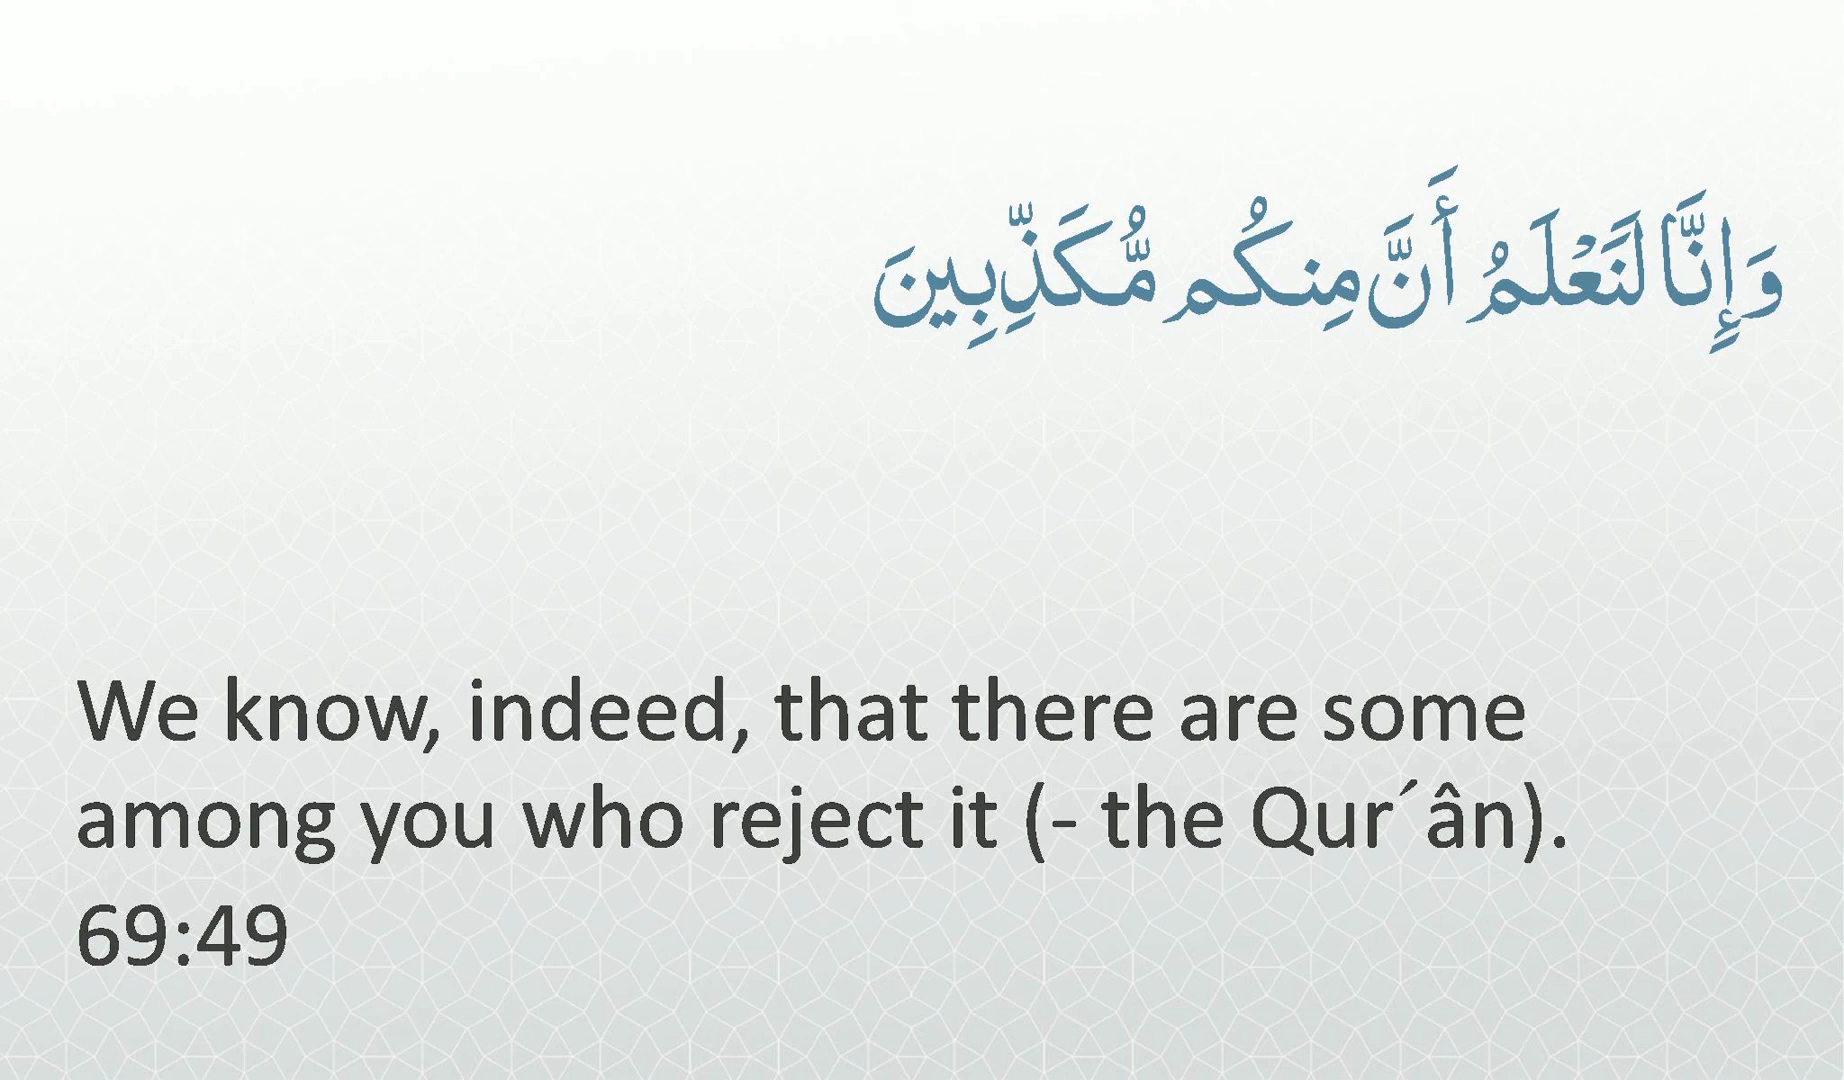 وَإِنَّا لَنَعْلَمُ أَنَّ مِنكُم مُّكَذِّبِينَ
We know, indeed, that there are some
among you who reject it (- the Qur´ân).
69:49